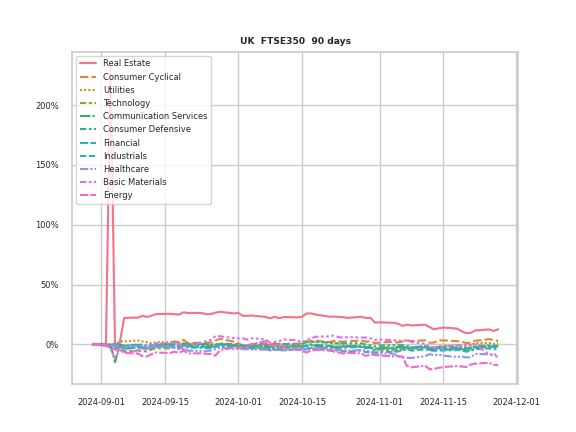 UK  FTSE350  90 days
Real Estate
Consumer Cyclical
Utilities
Technology
Communication Services
Consumer Defensive
Financial
Industrials
Healthcare
Basic Materials
Energy
200%
150%
100%
50%
0%
2024-09-01 2024-09-15 2024-10-01 2024-10-15 2024-11-01 2024-11-15 2024-12-01